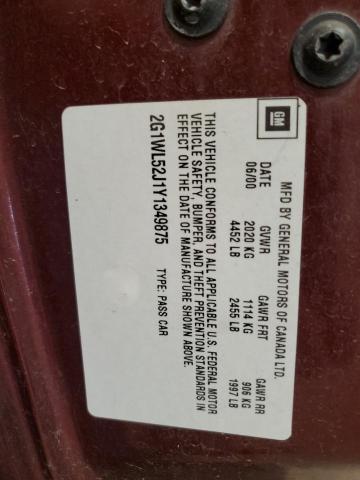 GM
MFD BY GENERAL MOTORS OF CANADA LTD.
DATE GVWR GAWR FRT GAWR RR
06/00 2020 KG 1114 KG 906 KG
4452 LB 2455 LB 1997 LB
THIS VEHICLE CONFORMS TO ALL APPLICABLE U.S. FEDERAL MOTOR
VEHICLE SAFETY, BUMPER, AND THEFT PREVENTION STANDARDS IN
EFFECT ON THE DATE OF MANUFACTURE SHOWN ABOVE.
2G1WL52J1Y1349875 TYPE: PASS CAR